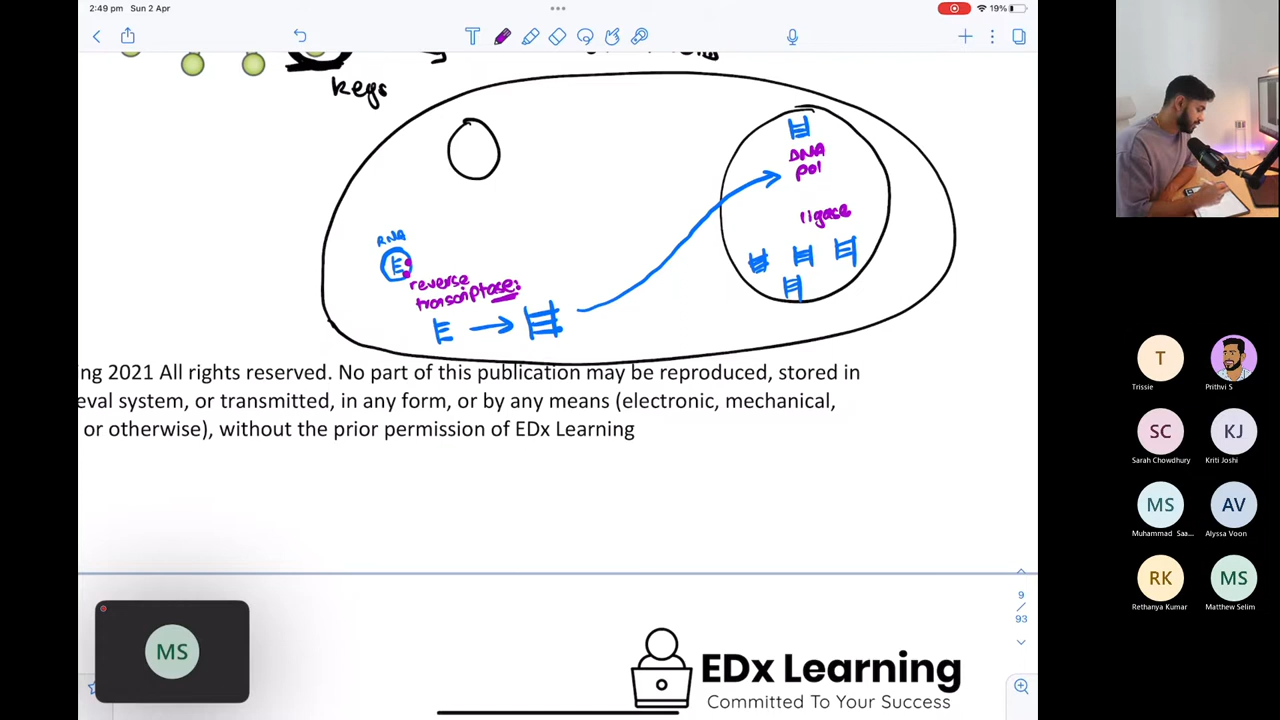 2:49 pm Sun 2 Apr
19%
T
keys
DNA
pol
ligase
RNA
reverse
transcriptase:
ng 2021 All rights reserved. No part of this publication may be reproduced, stored in
eval system, or transmitted, in any form, or by any means (electronic, mechanical,
or otherwise), without the prior permission of EDx Learning
T
Trissie
Prithvi S
SC
KJ
Sarah Chowdhury
Kriti Joshi
MS
AV
Muhammad Saa...
Alyssa Voon
RK
MS
Rethanya Kumar
Matthew Selim
9
/
93
MS
EDx Learning
Committed To Your Success